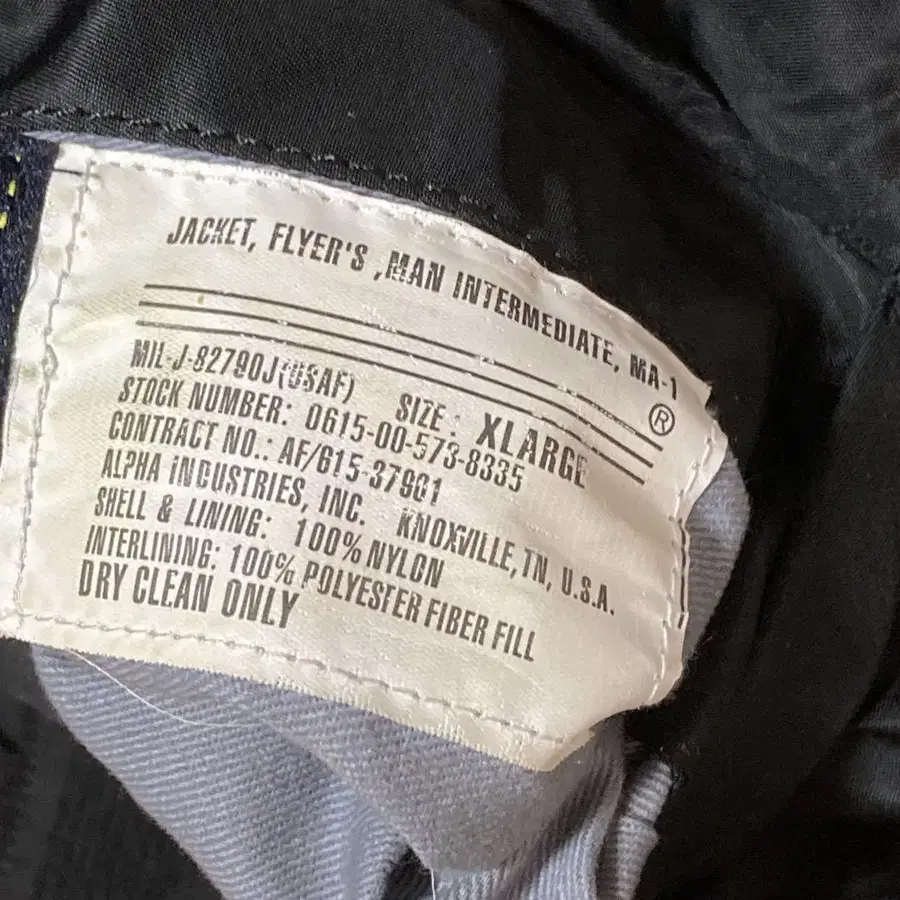 JACKET, FLYER'S ,MAN INTERMEDIATE, MA-1
®
MIL-J-82790J(USAF) SIZE: XLARGE
STOCK NUMBER: 0615-00-573-8335
CONTRACT NO.: AF/615-37901
ALPHA INDUSTRIES, INC. KNOXVILLE, TN, U.S.A.
SHELL & LINING: 100% NYLON
INTERLINING: 100% POLYESTER FIBER FILL
DRY CLEAN ONLY